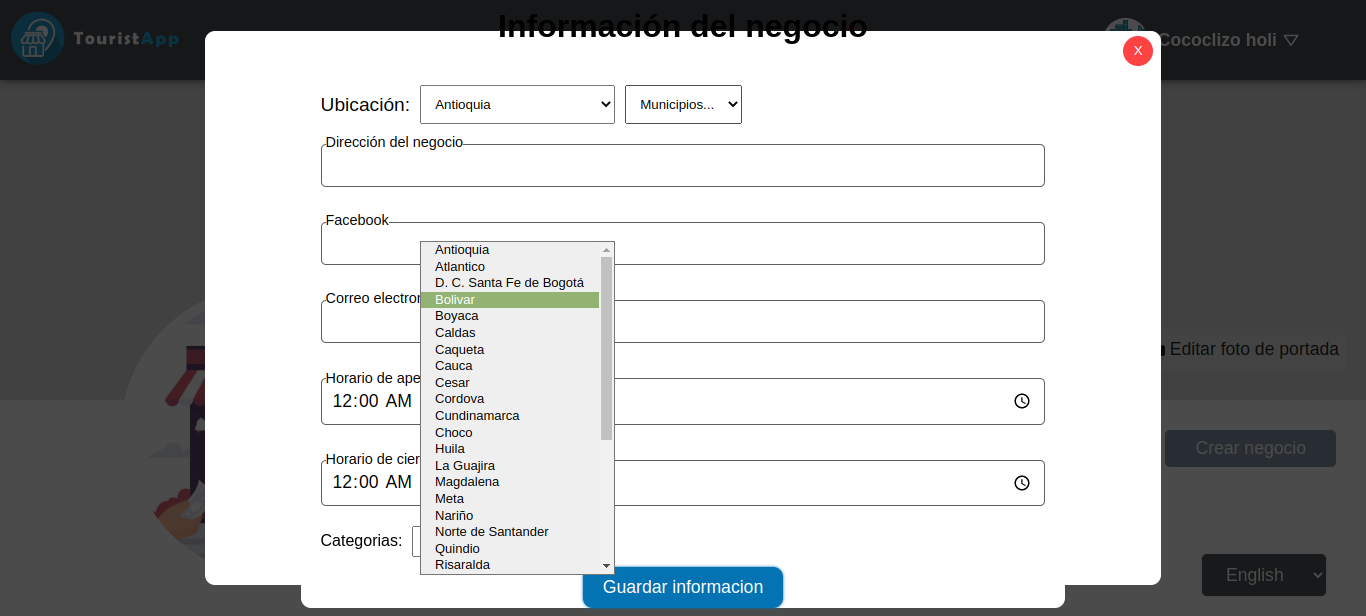 TouristApp
Información del negocio
Cococlizo holi
X
Ubicación:
Antioquia
Municipios...
Dirección del negocio
Facebook
Antioquia
Atlantico
D. C. Santa Fe de Bogotá
Correo electron
Bolivar
Boyaca
Caldas
Caqueta
Cauca
Cesar
Cordova
Cundinamarca
Choco
Huila
La Guajira
Magdalena
Meta
Nariño
Norte de Santander
Quindio
Risaralda
Editar foto de portada
Horario de ape
12:00 AM
Crear negocio
Horario de cier
12:00 AM
Categorias:
English
Guardar informacion